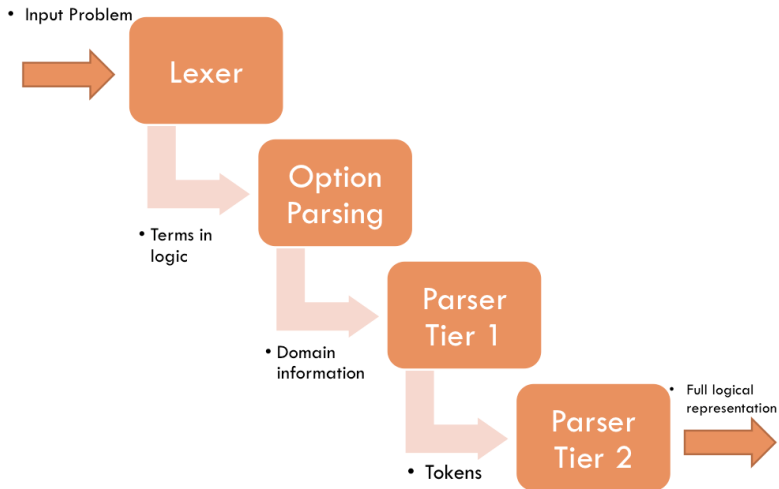 • Input Problem
Lexer
Option
Parsing
• Terms in
logic
Parser
Tier 1
• Domain
information
• Full logical
representation
Parser
Tier 2
• Tokens